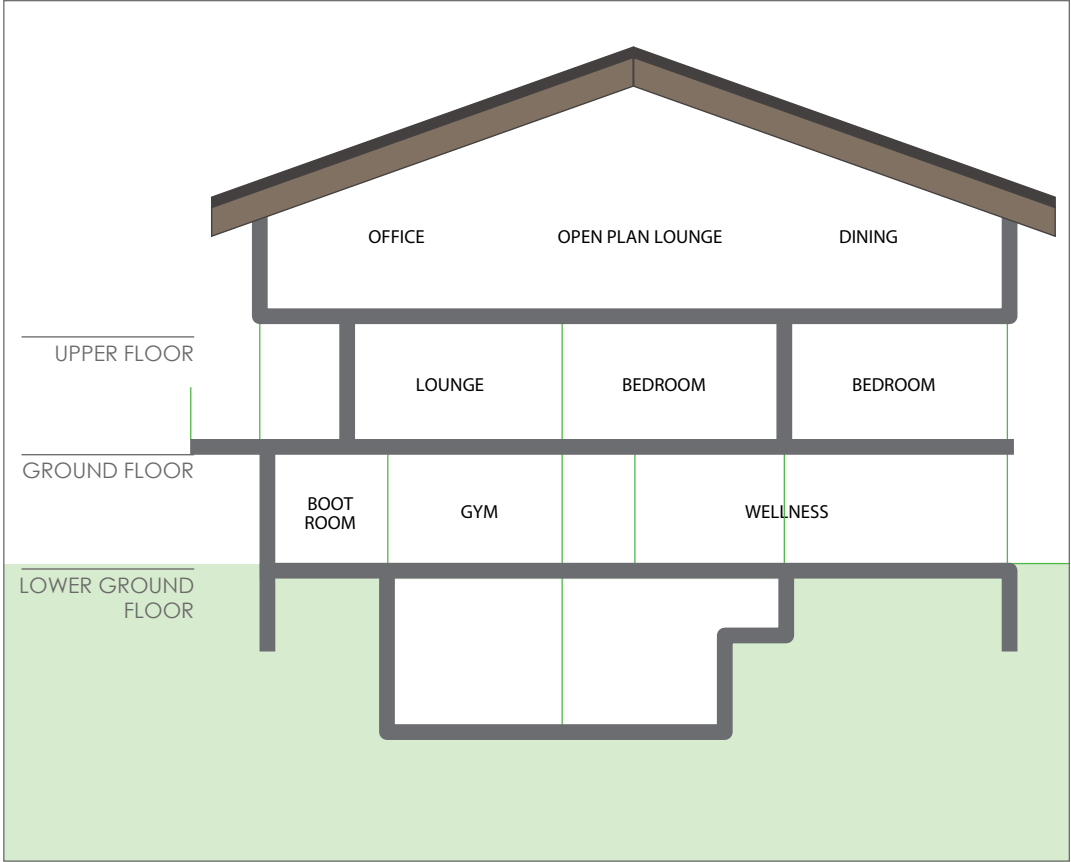 OFFICE
OPEN PLAN LOUNGE
DINING
UPPER FLOOR
LOUNGE
BEDROOM
BEDROOM
GROUND FLOOR
BOOT
ROOM
GYM
WELLNESS
LOWER GROUND
FLOOR